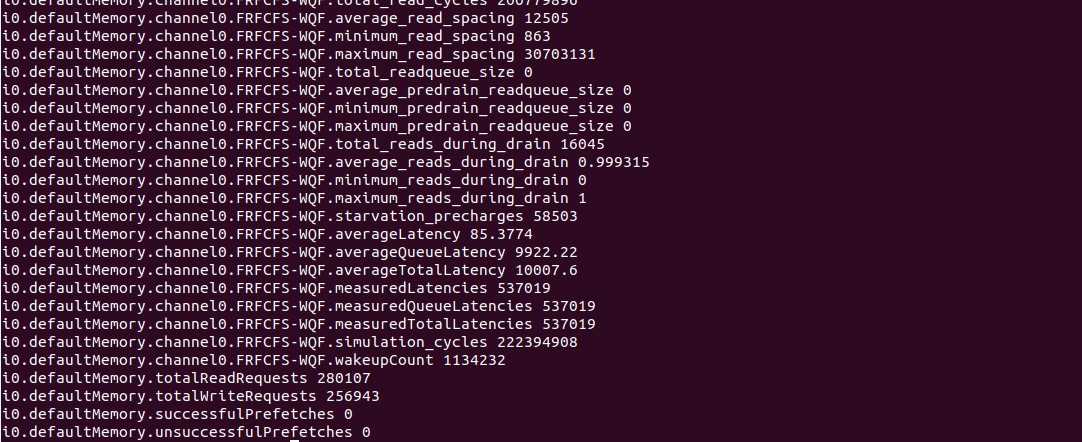 i0.defaultMemory.channel0.FRFCFS-WQF.total_read_cycles 200779896
i0.defaultMemory.channel0.FRFCFS-WQF.average_read_spacing 12505
i0.defaultMemory.channel0.FRFCFS-WQF.minimum_read_spacing 863
i0.defaultMemory.channel0.FRFCFS-WQF.maximum_read_spacing 30703131
i0.defaultMemory.channel0.FRFCFS-WQF.total_readqueue_size 0
i0.defaultMemory.channel0.FRFCFS-WQF.average_predrain_readqueue_size 0
i0.defaultMemory.channel0.FRFCFS-WQF.minimum_predrain_readqueue_size 0
i0.defaultMemory.channel0.FRFCFS-WQF.maximum_predrain_readqueue_size 0
i0.defaultMemory.channel0.FRFCFS-WQF.total_reads_during_drain 16045
i0.defaultMemory.channel0.FRFCFS-WQF.average_reads_during_drain 0.999315
i0.defaultMemory.channel0.FRFCFS-WQF.minimum_reads_during_drain 0
i0.defaultMemory.channel0.FRFCFS-WQF.maximum_reads_during_drain 1
i0.defaultMemory.channel0.FRFCFS-WQF.starvation_precharges 58503
i0.defaultMemory.channel0.FRFCFS-WQF.averageLatency 85.3774
i0.defaultMemory.channel0.FRFCFS-WQF.averageQueueLatency 9922.22
i0.defaultMemory.channel0.FRFCFS-WQF.averageTotalLatency 10007.6
i0.defaultMemory.channel0.FRFCFS-WQF.measuredLatencies 537019
i0.defaultMemory.channel0.FRFCFS-WQF.measuredQueueLatencies 537019
i0.defaultMemory.channel0.FRFCFS-WQF.measuredTotalLatencies 537019
i0.defaultMemory.channel0.FRFCFS-WQF.simulation_cycles 222394908
i0.defaultMemory.channel0.FRFCFS-WQF.wakeupCount 1134232
i0.defaultMemory.totalReadRequests 280107
i0.defaultMemory.totalWriteRequests 256943
i0.defaultMemory.successfulPrefetches 0
i0.defaultMemory.unsuccessfulPrefetches 0